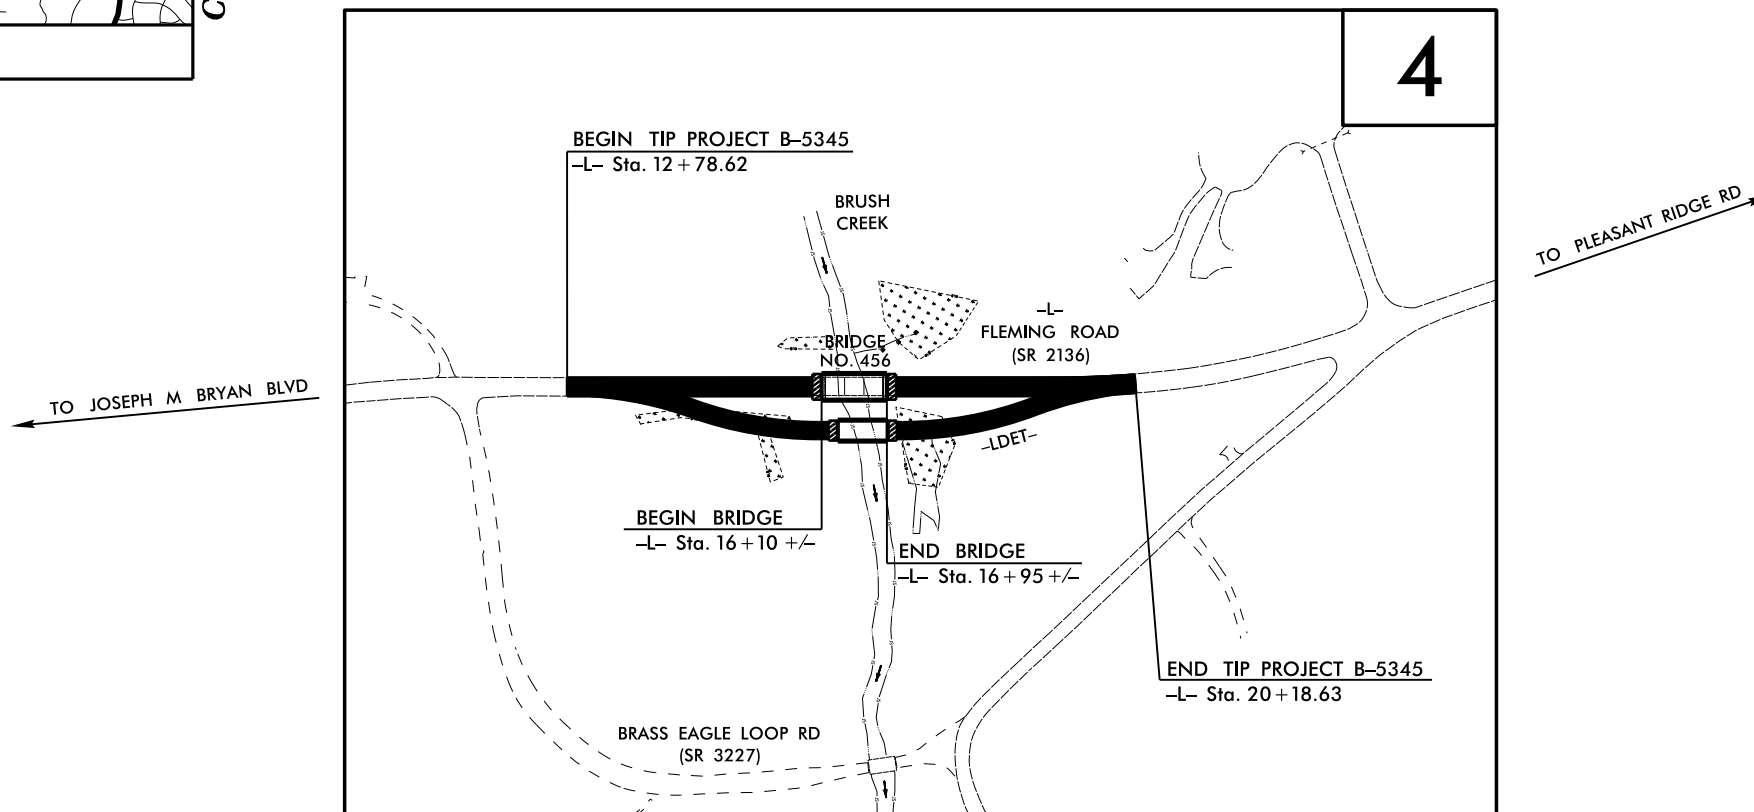 4
BEGIN TIP PROJECT B–5345
–L– Sta. 12+78.62
BRUSH
CREEK
TO PLEASANT RIDGE RD
–L–
FLEMING ROAD
(SR 2136)
BRIDGE
NO. 456
TO JOSEPH M BRYAN BLVD
–LDET–
BEGIN BRIDGE
–L– Sta. 16+10 +/–
END BRIDGE
–L– Sta. 16+95 +/–
END TIP PROJECT B–5345
–L– Sta. 20+18.63
BRASS EAGLE LOOP RD
(SR 3227)